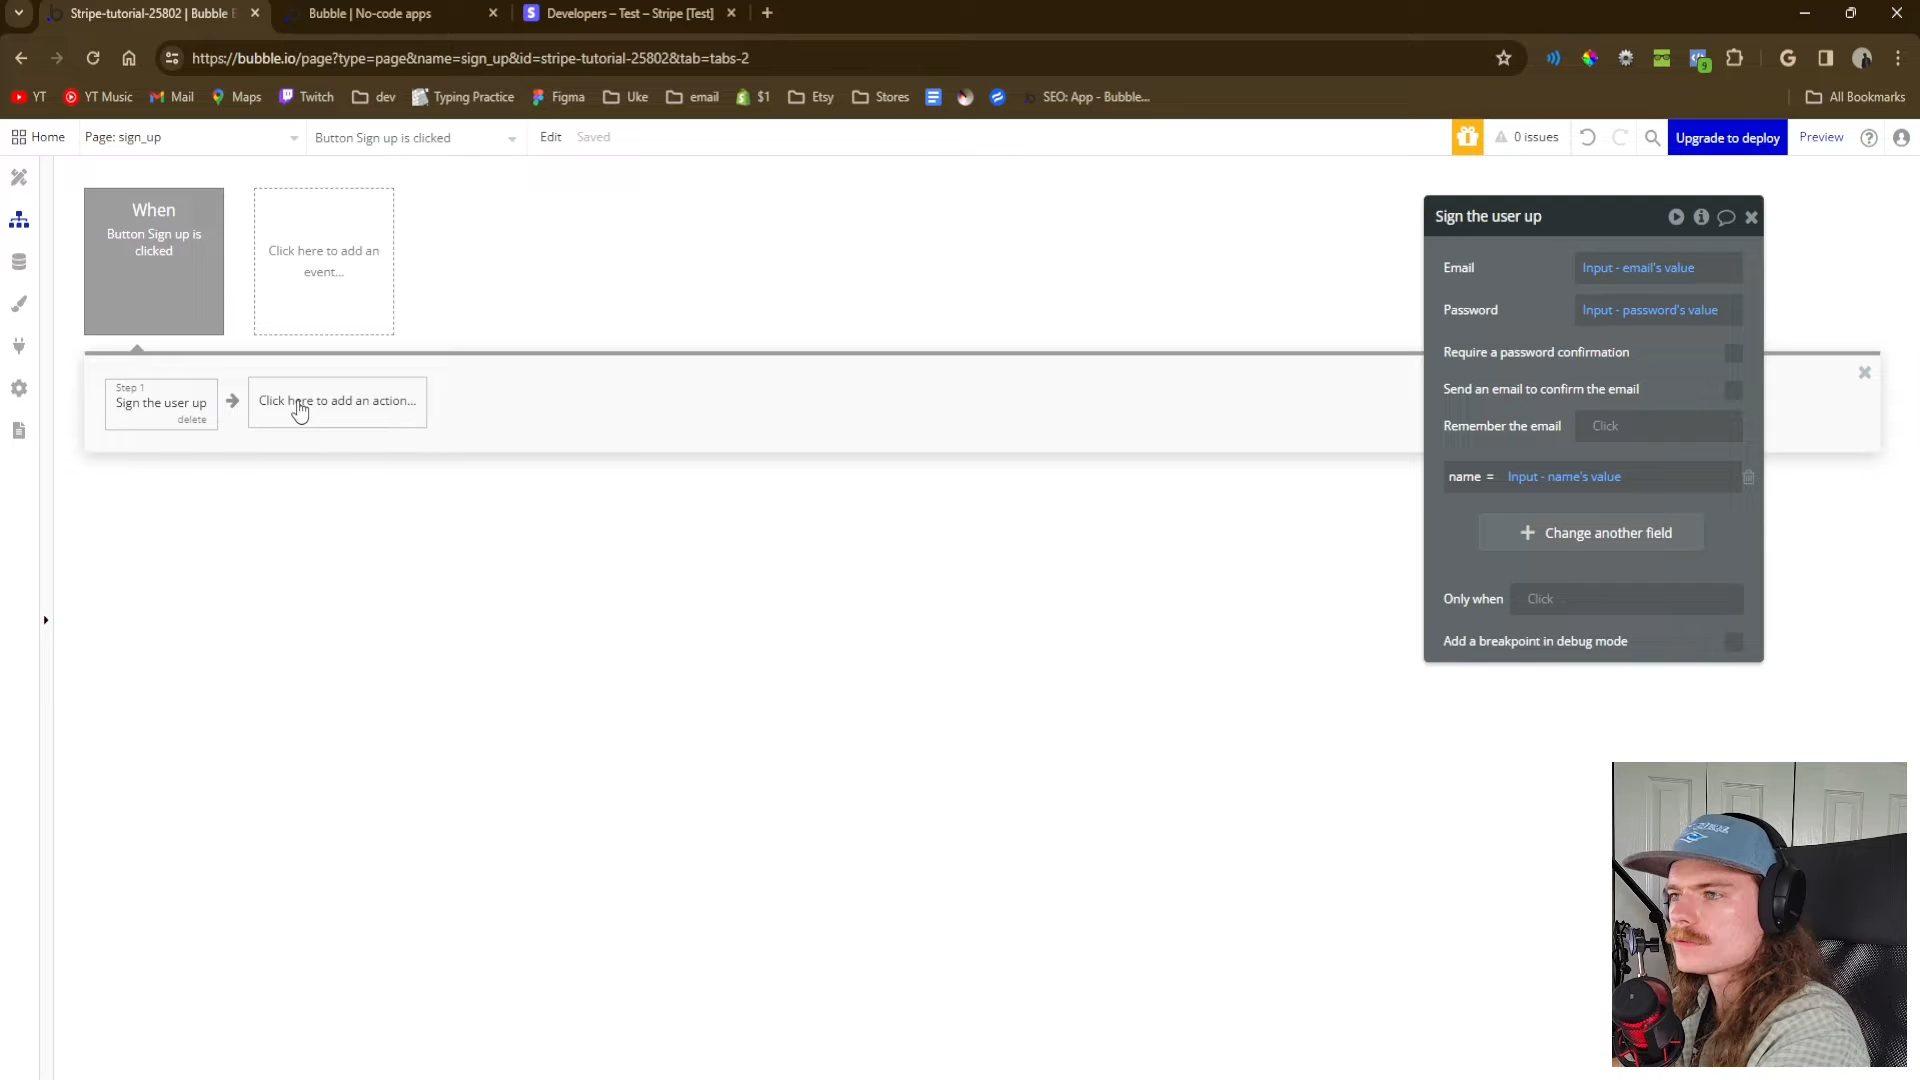 Stripe-tutorial-25802 | Bubble E
Bubble | No-code apps
Developers – Test – Stripe [Test]
https://bubble.io/page?type=page&name=sign_up&id=stripe-tutorial-25802&tab=tabs-2
9
YT
YT Music
Mail
Maps
Twitch
dev
Typing Practice
Figma
Uke
email
$1
Etsy
Stores
SEO: App - Bubble...
All Bookmarks
Home
Page: sign_up
Button Sign up is clicked
Edit
Saved
0 issues
Upgrade to deploy
Preview
When
Button Sign up is
clicked
Click here to add an
event...
Step 1
Sign the user up
delete
Click here to add an action...
Sign the user up
Email
Input - email's value
Password
Input - password's value
Require a password confirmation
Send an email to confirm the email
Remember the email
Click
name =
Input - name's value
Change another field
Only when
Click
Add a breakpoint in debug mode